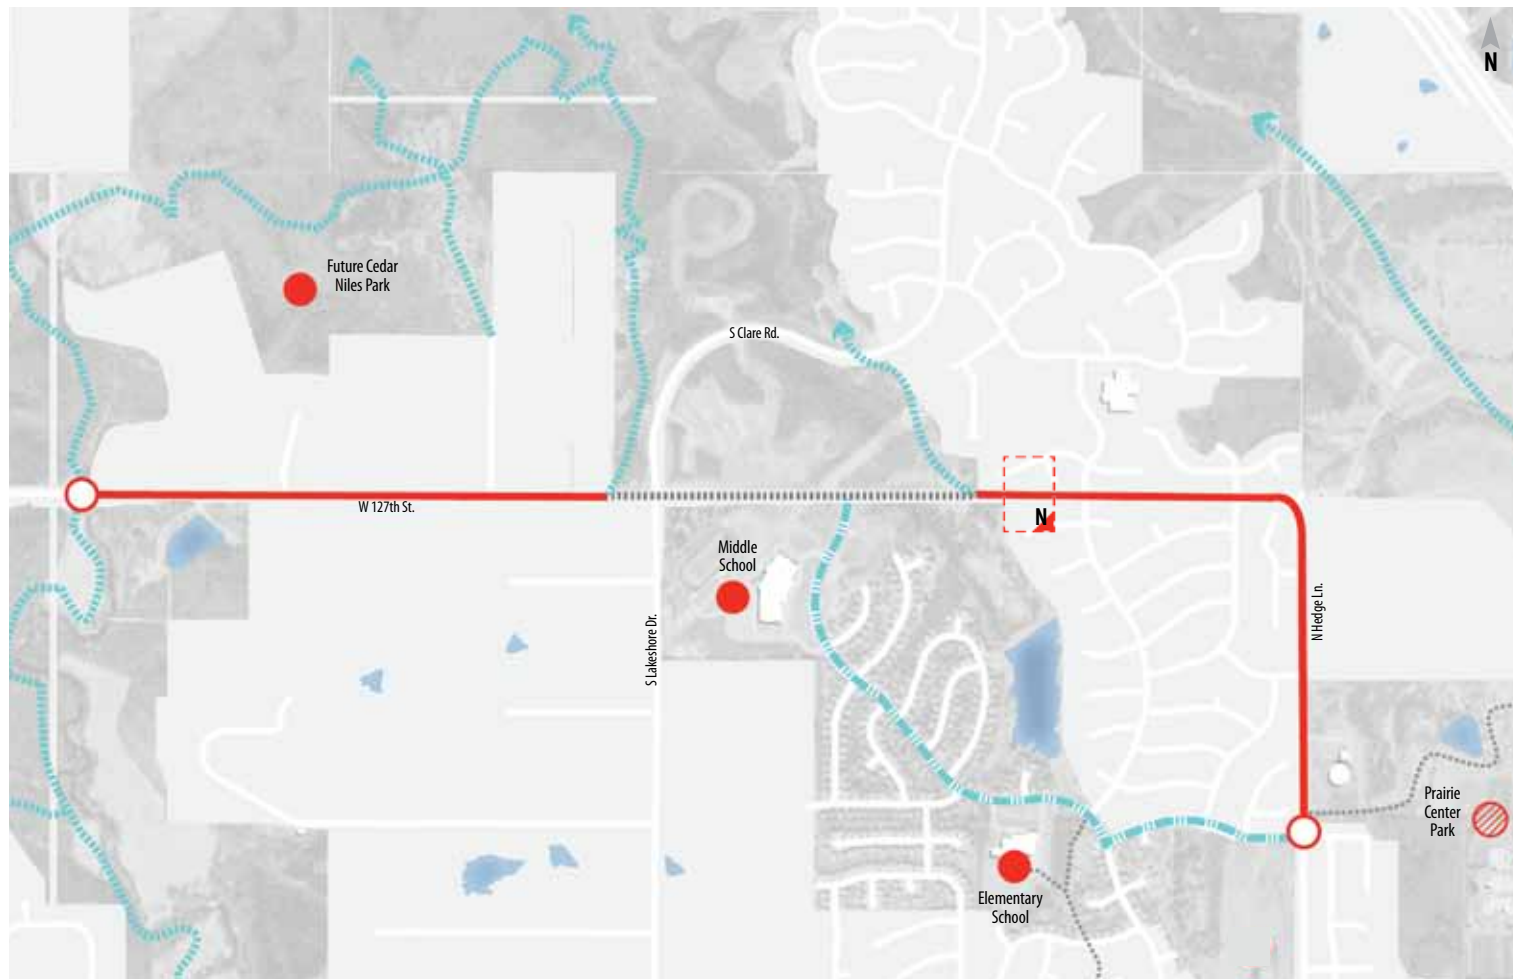 N
Future Cedar
Niles Park
S Clare Rd.
W 127th St.
N
Middle
School
S Lakeshore Dr.
N Hedge Ln.
Prairie
Center
Park
Elementary
School